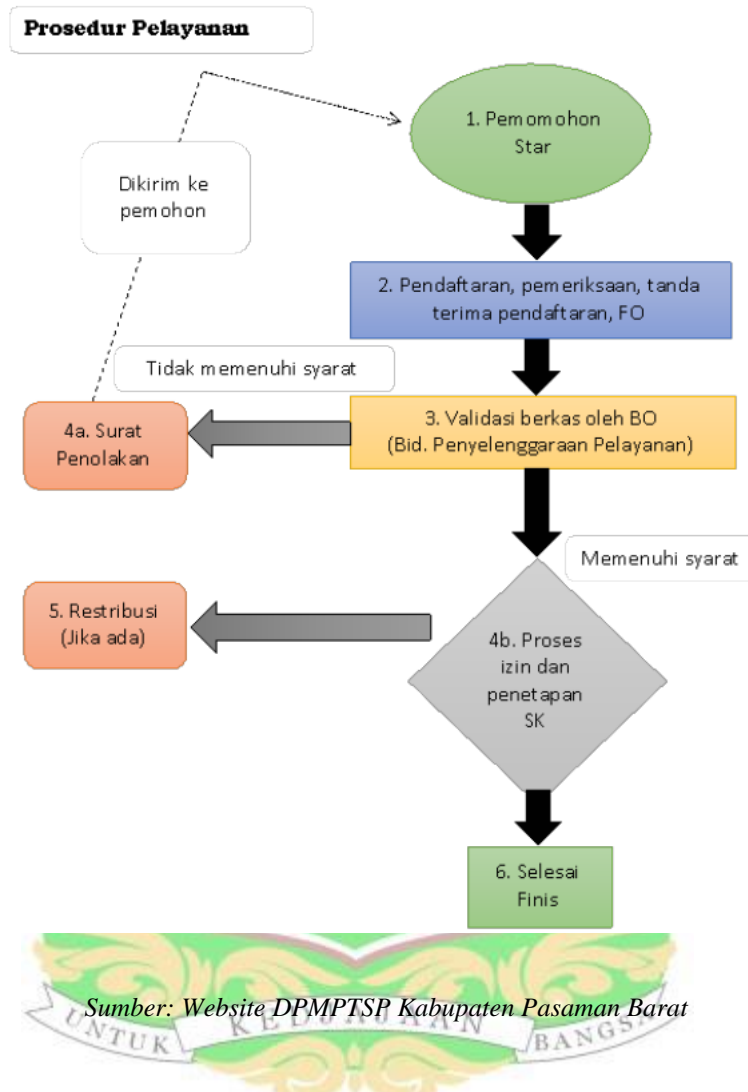 Prosedur Pelayanan
1. Pemomohon
Star
Dikirim ke
pemohon
2. Pendaftaran, pemeriksaan, tanda
terima pendaftaran, FO
Tidak memenuhi syarat
3. Validasi berkas oleh BO
(Bid. Penyelenggaraan Pelayanan)
4a. Surat
Penolakan
Memenuhi syarat
5. Restribusi
(Jika ada)
4b. Proses
izin dan
penetapan
SK
6. Selesai
Finis
Sumber: Website DPMPTSP Kabupaten Pasaman Barat
UNTUK KEDJAJAAN BANGSA